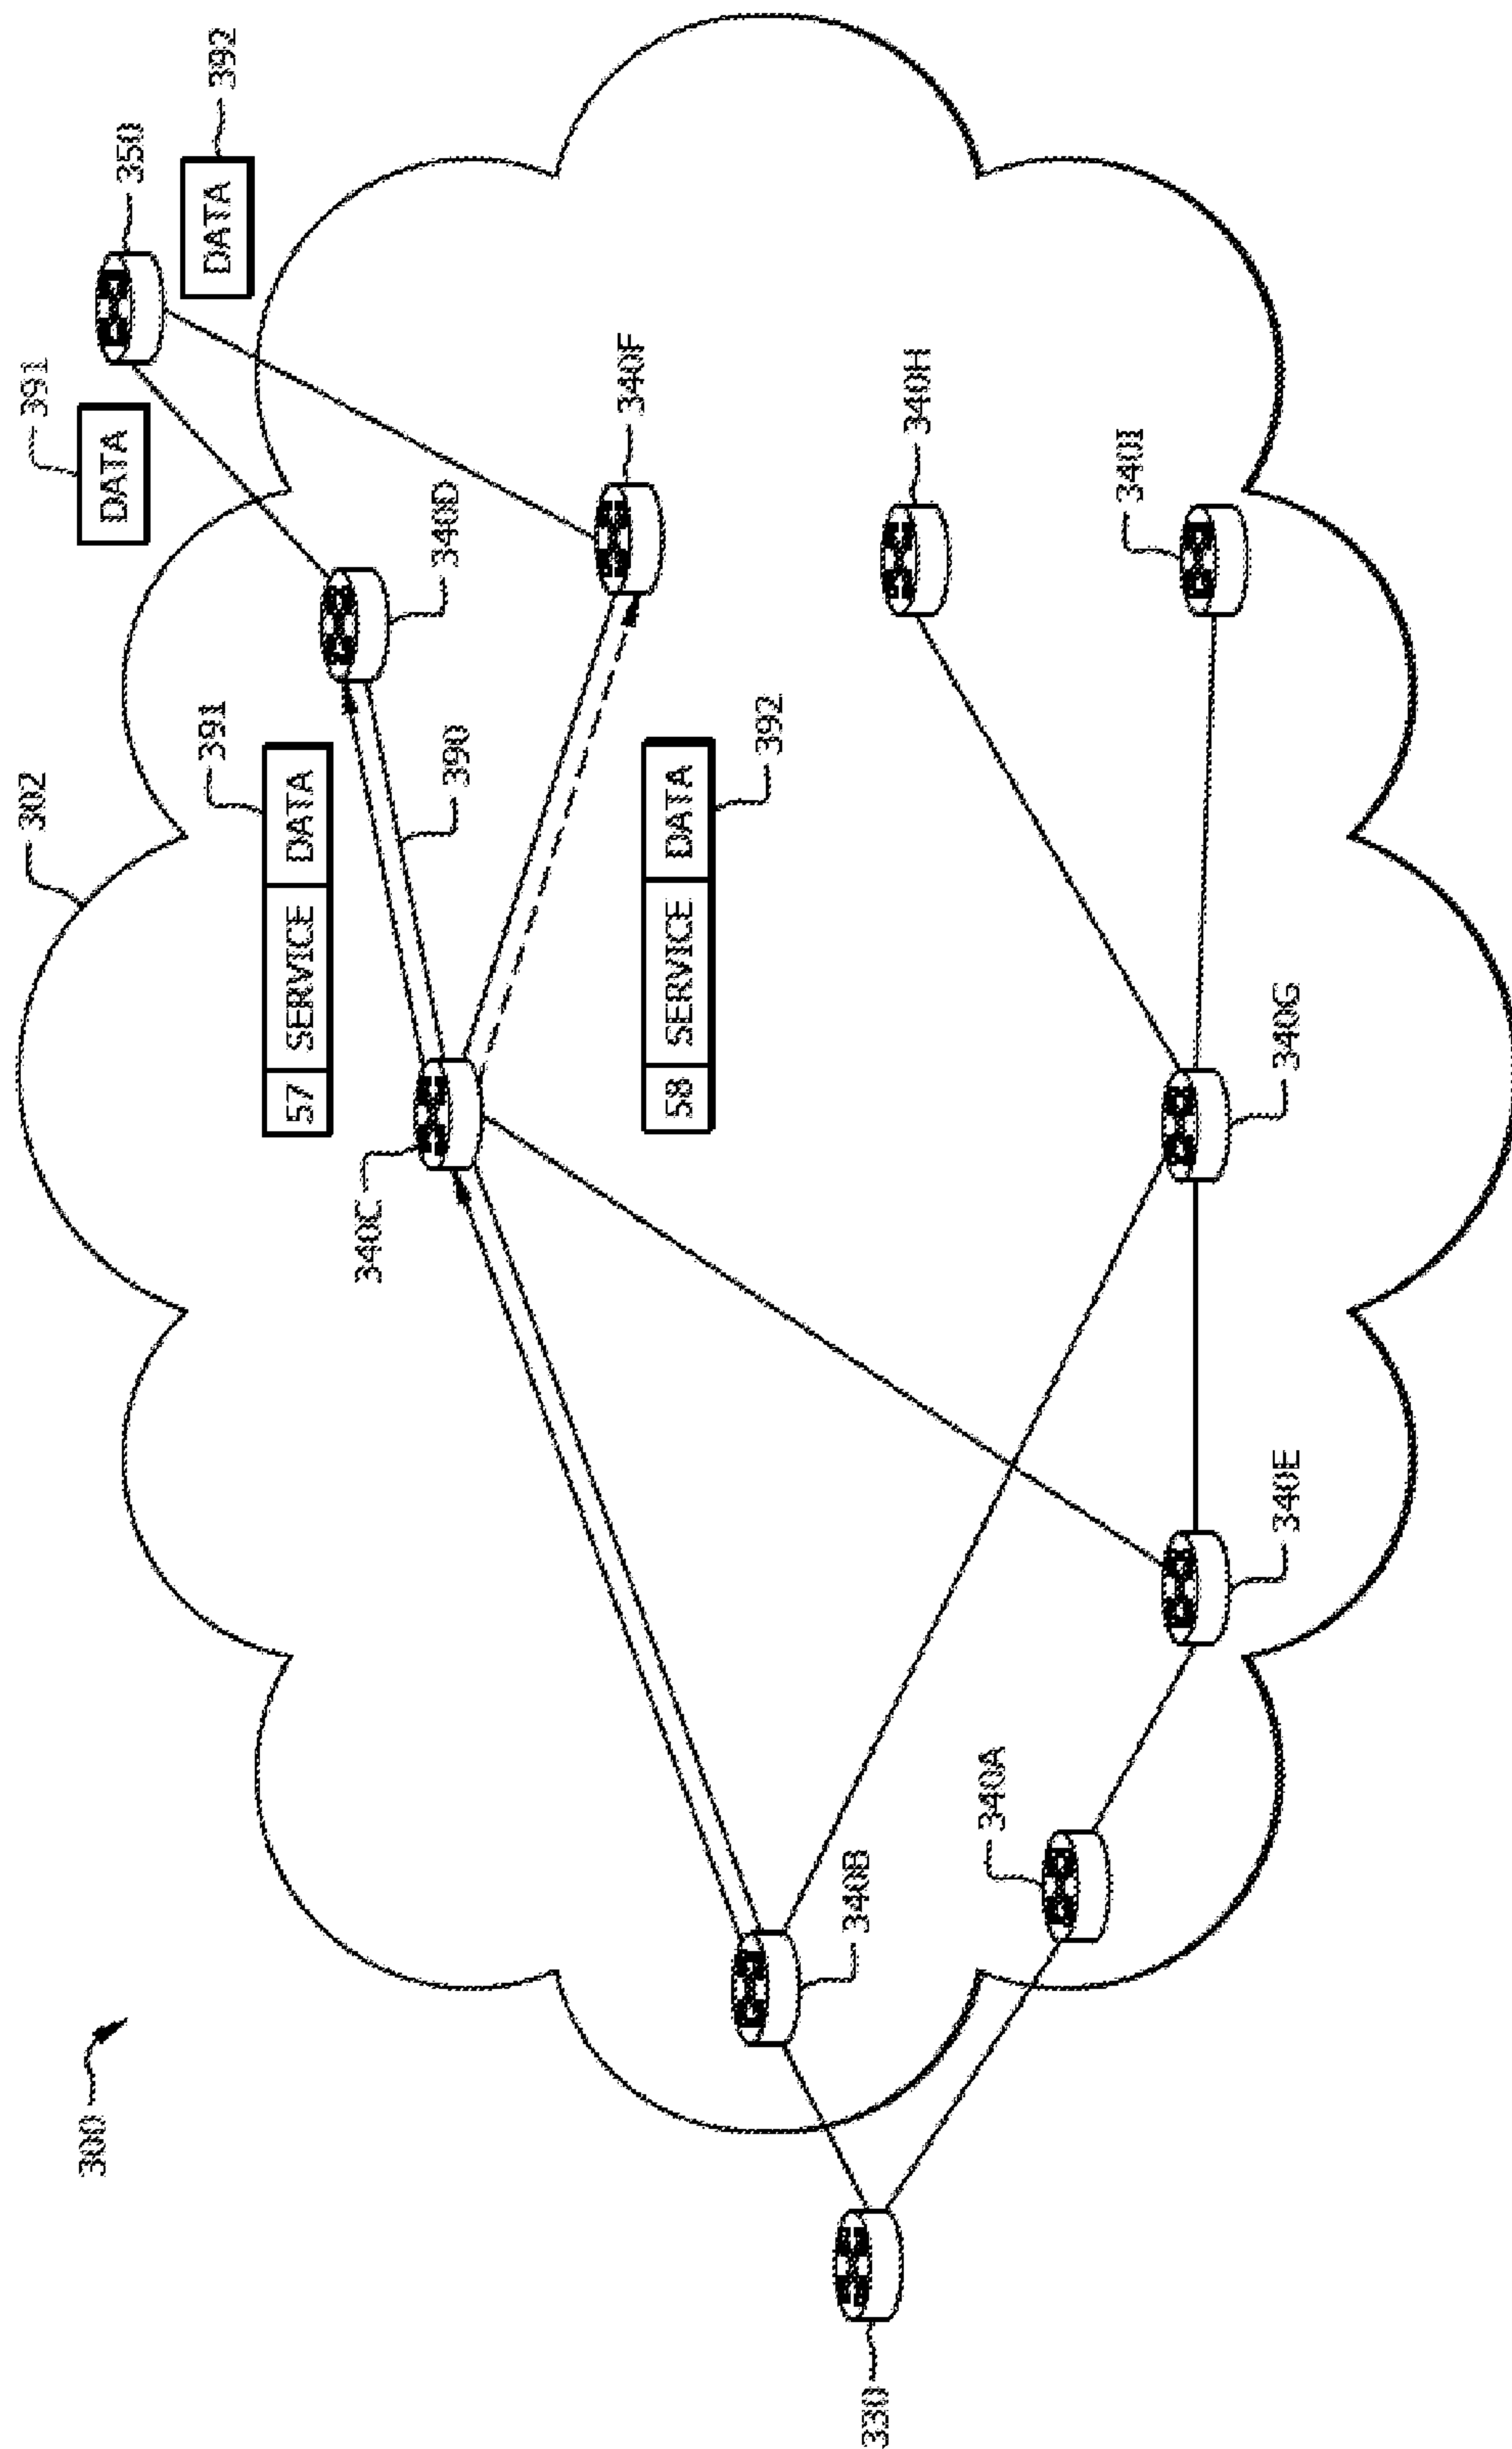 300
302
391
DATA
350
DATA
392
57 SERVICE DATA
391
340D
390
340C
340F
58 SERVICE DATA
392
340B
340H
330
340A
340E
340G
340I